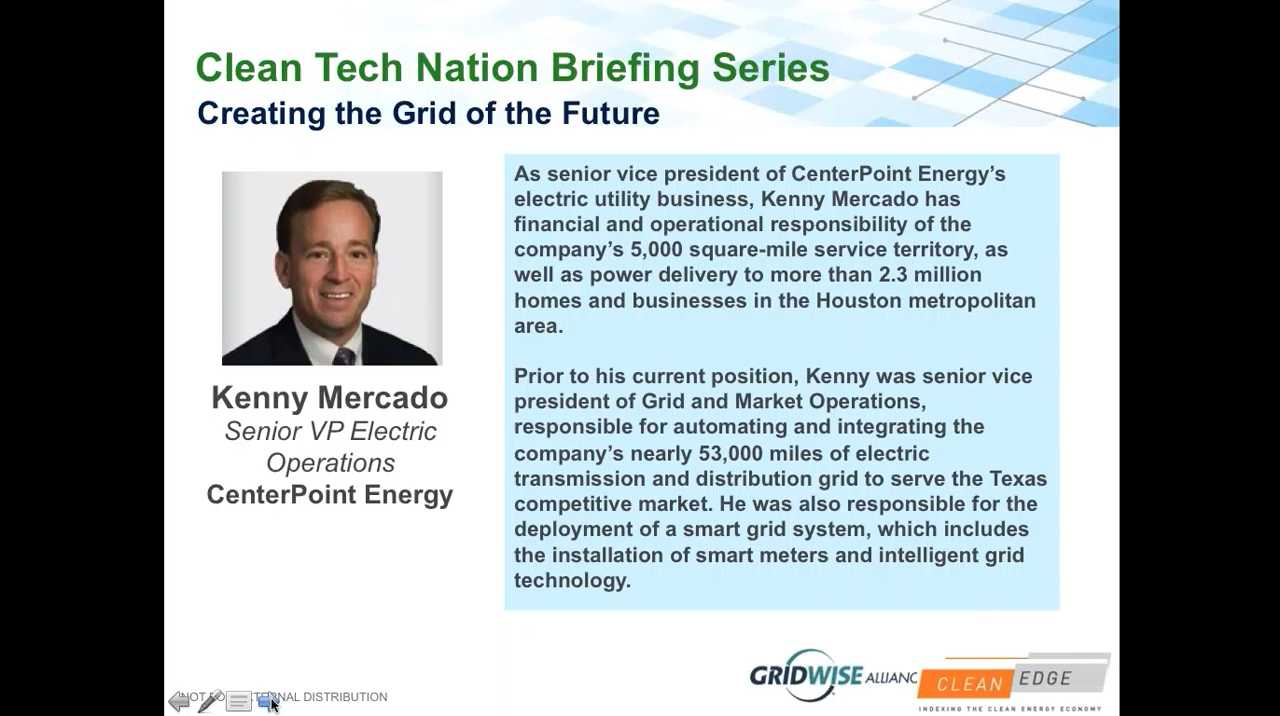 Clean Tech Nation Briefing Series
Creating the Grid of the Future
Kenny Mercado
Senior VP Electric
Operations
CenterPoint Energy
As senior vice president of CenterPoint Energy’s
electric utility business, Kenny Mercado has
financial and operational responsibility of the
company’s 5,000 square-mile service territory, as
well as power delivery to more than 2.3 million
homes and businesses in the Houston metropolitan
area.
Prior to his current position, Kenny was senior vice
president of Grid and Market Operations,
responsible for automating and integrating the
company’s nearly 53,000 miles of electric
transmission and distribution grid to serve the Texas
competitive market. He was also responsible for the
deployment of a smart grid system, which includes
the installation of smart meters and intelligent grid
technology.
GRIDWISE ALLIANC
CLEAN EDGE
INDEXING THE CLEAN ENERGY ECONOMY
DISTRIBUTION